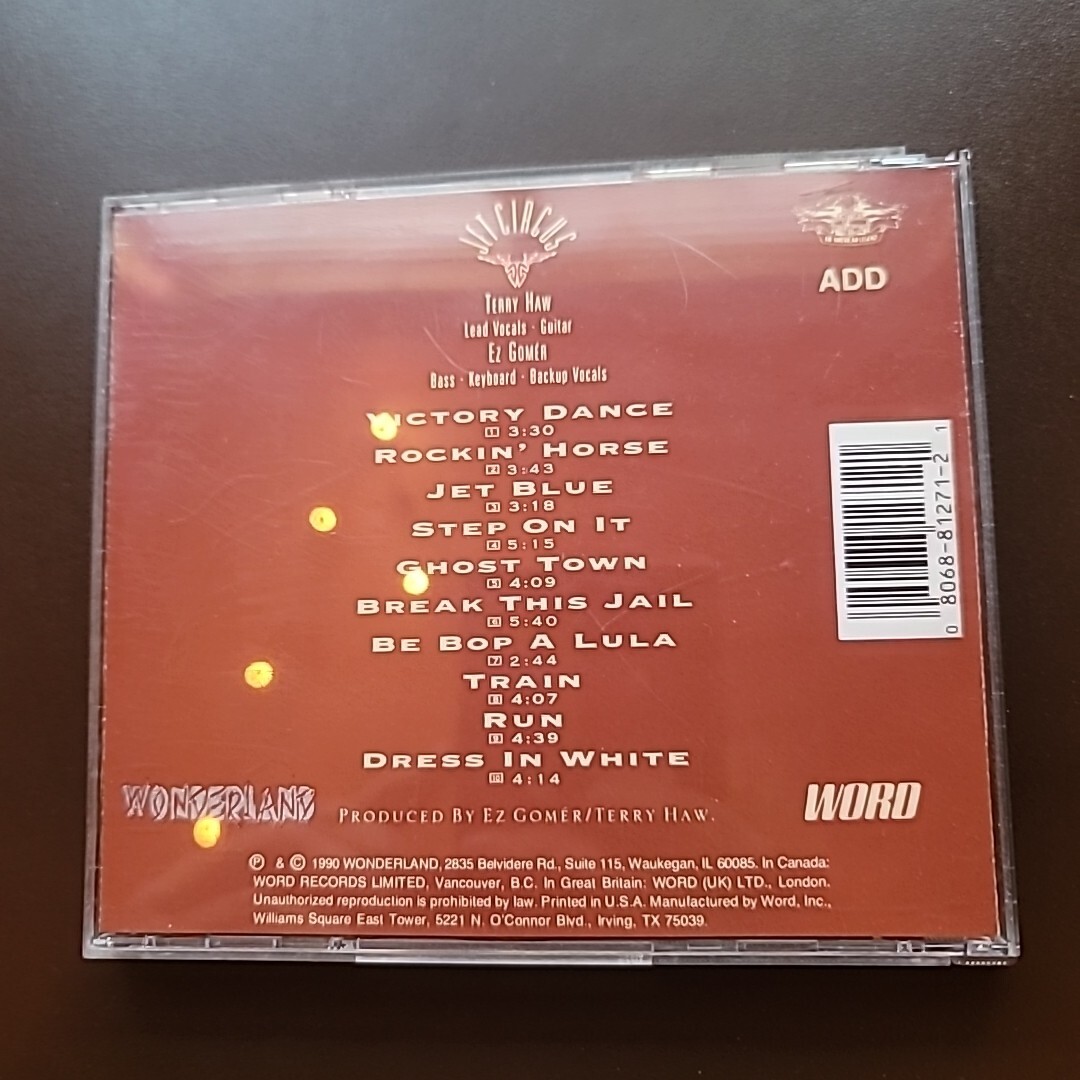 JET CIRCUS
TERRY HAW
Lead Vocals · Guitar
EZ GOMÉR
Bass · Keyboard · Backup Vocals
ADD
VICTORY DANCE
1 3:30
ROCKIN' HORSE
2 3:43
JET BLUE
3 3:18
STEP ON IT
4 5:15
GHOST TOWN
5 4:09
BREAK THIS JAIL
6 5:40
BE BOP A LULA
7 2:44
TRAIN
8 4:07
RUN
9 4:39
DRESS IN WHITE
10 4:14
0 8068-81271-2 1
WONDERLAND
PRODUCED BY EZ GOMÉR/TERRY HAW.
WORD
℗ & © 1990 WONDERLAND, 2835 Belvidere Rd., Suite 115, Waukegan, IL 60085. In Canada:
WORD RECORDS LIMITED, Vancouver, B.C. In Great Britain: WORD (UK) LTD., London.
Unauthorized reproduction is prohibited by law. Printed in U.S.A. Manufactured by Word, Inc.,
Williams Square East Tower, 5221 N. O'Connor Blvd., Irving, TX 75039.